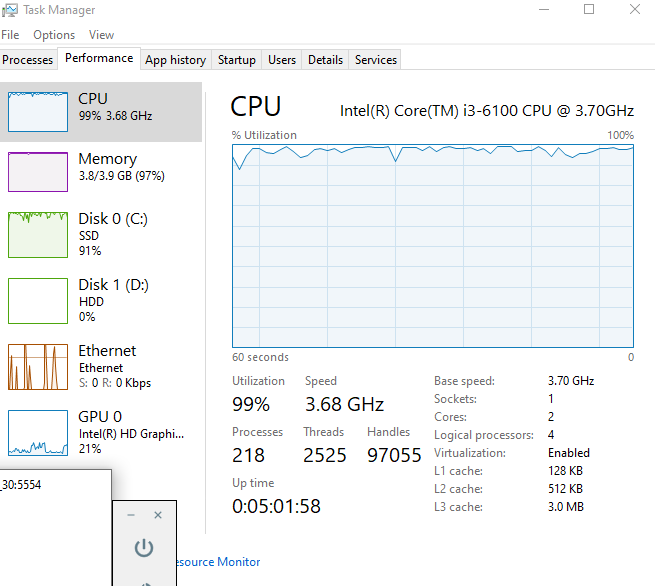 Task Manager
File Options View
Processes Performance App history Startup Users Details Services
CPU
99% 3.68 GHz
Memory
3.8/3.9 GB (97%)
Disk 0 (C:)
SSD
91%
Disk 1 (D:)
HDD
0%
Ethernet
Ethernet
S: 0 R: 0 Kbps
GPU 0
Intel(R) HD Graphi...
21%
_30:5554
CPU Intel(R) Core(TM) i3-6100 CPU @ 3.70GHz
% Utilization 100%
60 seconds 0
Utilization Speed
99% 3.68 GHz
Processes Threads Handles
218 2525 97055
Up time
0:05:01:58
Base speed: 3.70 GHz
Sockets: 1
Cores: 2
Logical processors: 4
Virtualization: Enabled
L1 cache: 128 KB
L2 cache: 512 KB
L3 cache: 3.0 MB
esource Monitor